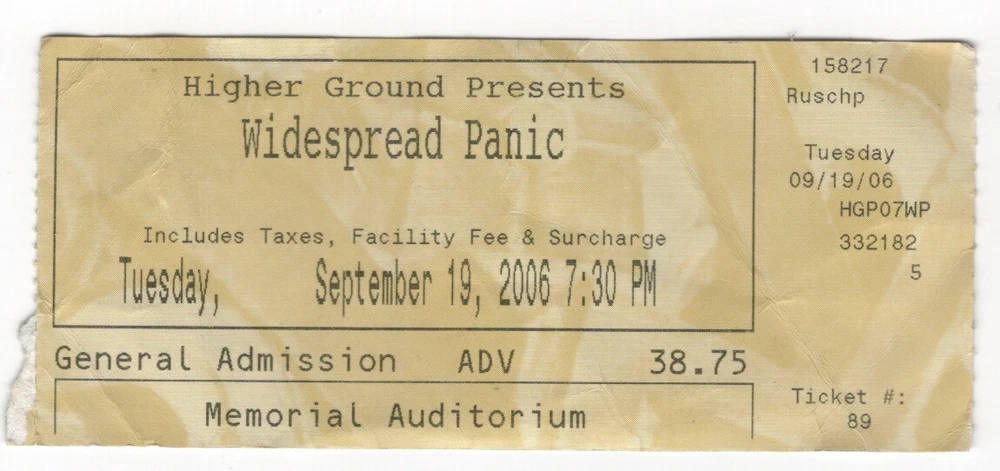 Higher Ground Presents
Widespread Panic
Includes Taxes, Facility Fee & Surcharge
Tuesday, September 19, 2006 7:30 PM
General Admission ADV 38.75
Memorial Auditorium
158217
Ruschp
Tuesday
09/19/06
HGP07WP
332182
5
Ticket #:
89